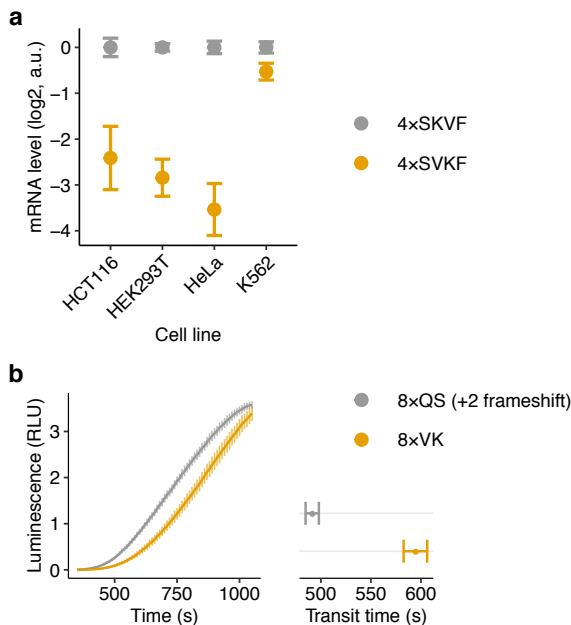 a
mRNA level (log2, a.u.)
0
−1
−2
−3
−4
HCT116
HEK293T
HeLa
K562
Cell line
4×SKVF
4×SVKF
b
Luminescence (RLU)
3
2
1
0
500
750
1000
Time (s)
8×QS (+2 frameshift)
8×VK
500
550
600
Transit time (s)